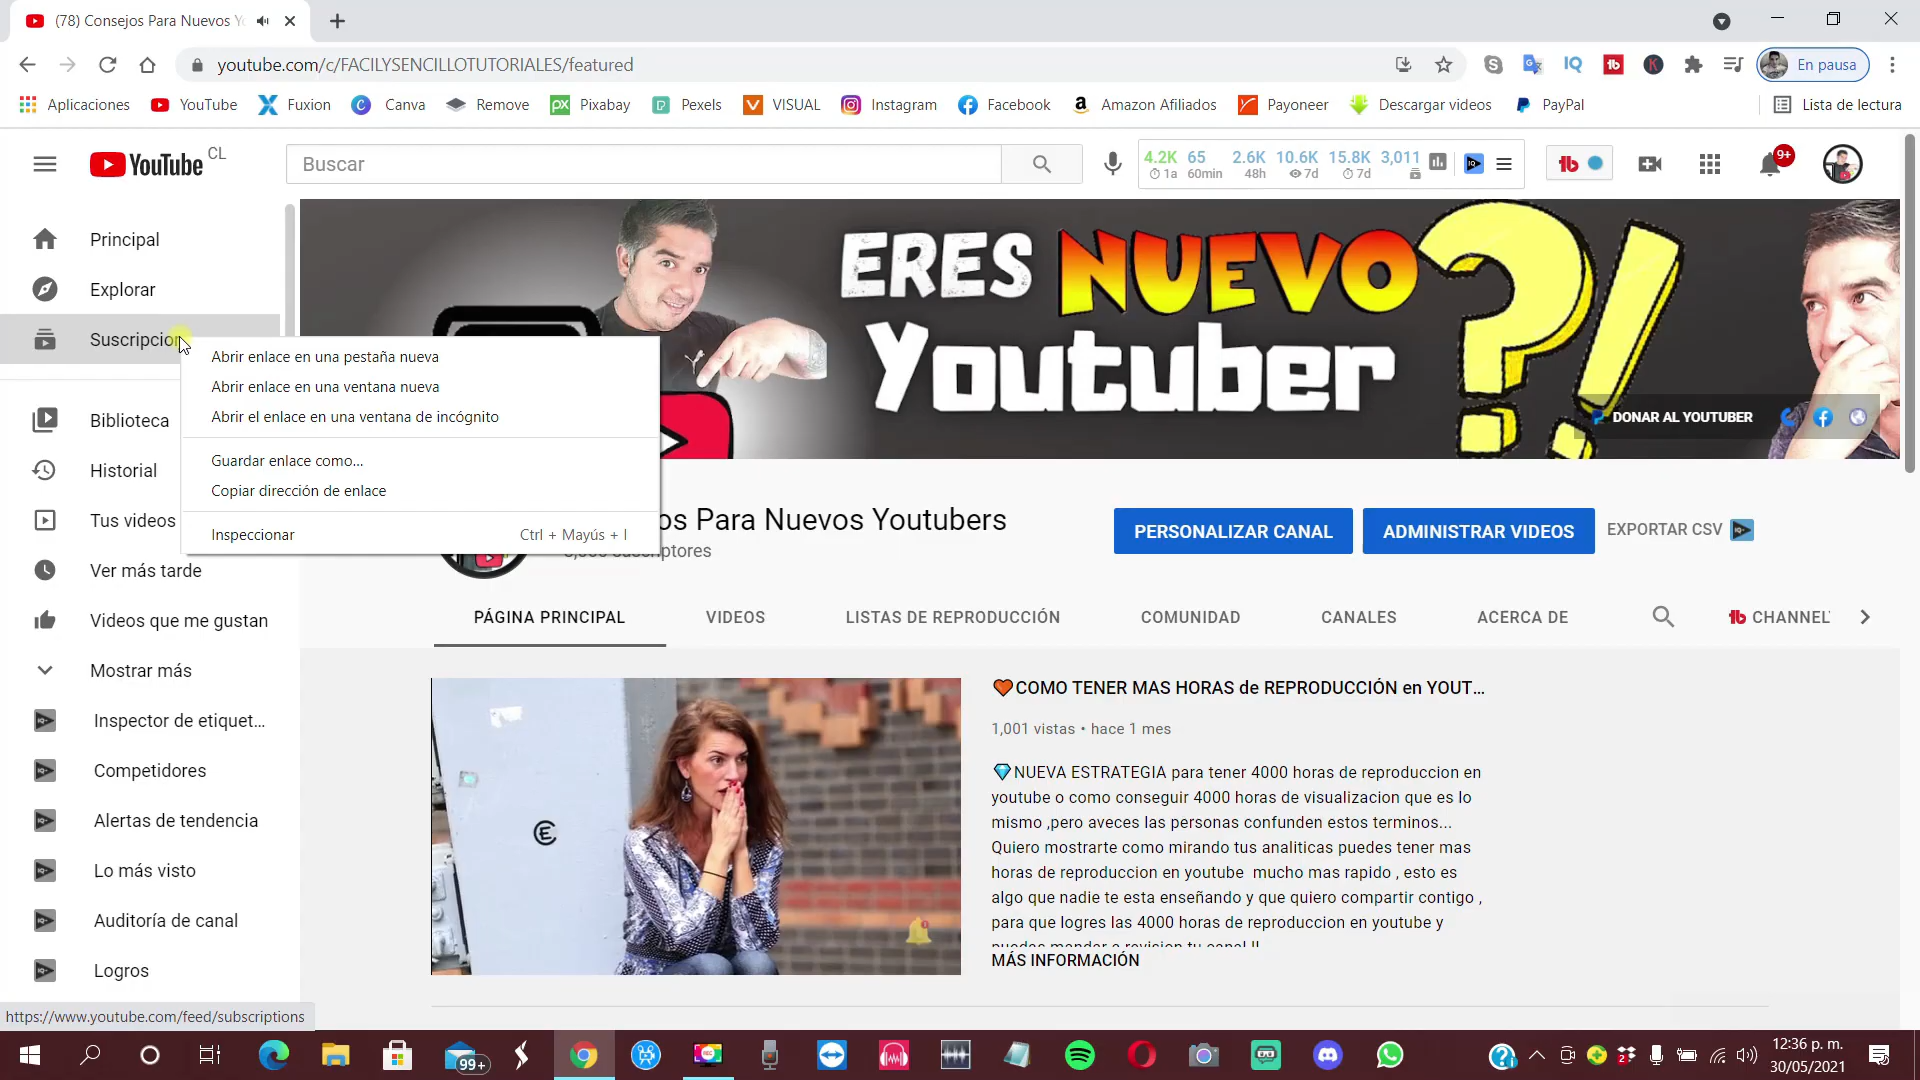 (78) Consejos Para Nuevos Y
youtube.com/c/FACILYSENCILLOTUTORIALES/featured
IQ
En pausa
Aplicaciones
YouTube
Fuxion
Canva
Remove
Pixabay
Pexels
VISUAL
Instagram
Facebook
Amazon Afiliados
Payoneer
Descargar videos
PayPal
Lista de lectura
YouTube CL
Buscar
4.2K 65 2.6K 10.6K 15.8K 3,011
1a 60min 48h 7d 7d
9+
Principal
Explorar
Suscripcion
Biblioteca
Historial
Tus videos
Ver más tarde
Videos que me gustan
Mostrar más
Inspector de etiquet...
Competidores
Alertas de tendencia
Lo más visto
Auditoría de canal
Logros
Abrir enlace en una pestaña nueva
Abrir enlace en una ventana nueva
Abrir el enlace en una ventana de incógnito
Guardar enlace como...
Copiar dirección de enlace
Inspeccionar Ctrl + Mayús + I
ERES NUEVO
Youtuber
?!
DONAR AL YOUTUBER
os Para Nuevos Youtubers
PERSONALIZAR CANAL
ADMINISTRAR VIDEOS
EXPORTAR CSV
PÁGINA PRINCIPAL
VIDEOS
LISTAS DE REPRODUCCIÓN
COMUNIDAD
CANALES
ACERCA DE
CHANNEL
COMO TENER MAS HORAS de REPRODUCCIÓN en YOUT...
1,001 vistas • hace 1 mes
NUEVA ESTRATEGIA para tener 4000 horas de reproduccion en
youtube o como conseguir 4000 horas de visualizacion que es lo
mismo ,pero aveces las personas confunden estos terminos...
Quiero mostrarte como mirando tus analiticas puedes tener mas
horas de reproduccion en youtube mucho mas rapido , esto es
algo que nadie te esta enseñando y que quiero compartir contigo ,
para que logres las 4000 horas de reproduccion en youtube y
puedas mandar a revision tu canal !!
MÁS INFORMACIÓN
https://www.youtube.com/feed/subscriptions
99+
12:36 p. m.
30/05/2021